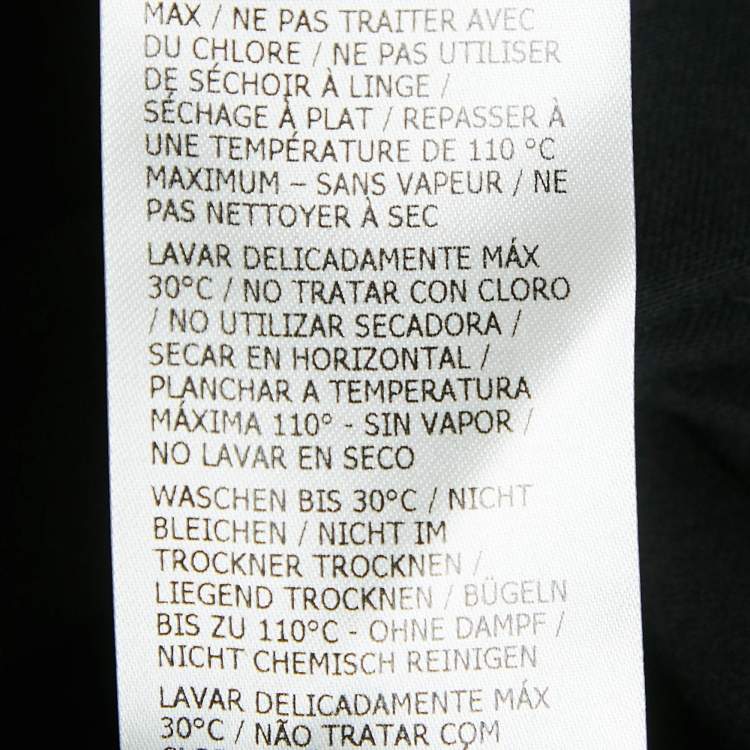 MAX / NE PAS TRAITER AVEC
DU CHLORE / NE PAS UTILISER
DE SÉCHOIR À LINGE /
SÉCHAGE À PLAT / REPASSER À
UNE TEMPÉRATURE DE 110 °C
MAXIMUM – SANS VAPEUR / NE
PAS NETTOYER À SEC
LAVAR DELICADAMENTE MÁX
30°C / NO TRATAR CON CLORO
/ NO UTILIZAR SECADORA /
SECAR EN HORIZONTAL /
PLANCHAR A TEMPERATURA
MÁXIMA 110° - SIN VAPOR /
NO LAVAR EN SECO
WASCHEN BIS 30°C / NICHT
BLEICHEN / NICHT IM
TROCKNER TROCKNEN /
LIEGEND TROCKNEN / BÜGELN
BIS ZU 110°C - OHNE DAMPF /
NICHT CHEMISCH REINIGEN
LAVAR DELICADAMENTE MÁX
30°C / NÃO TRATAR COM